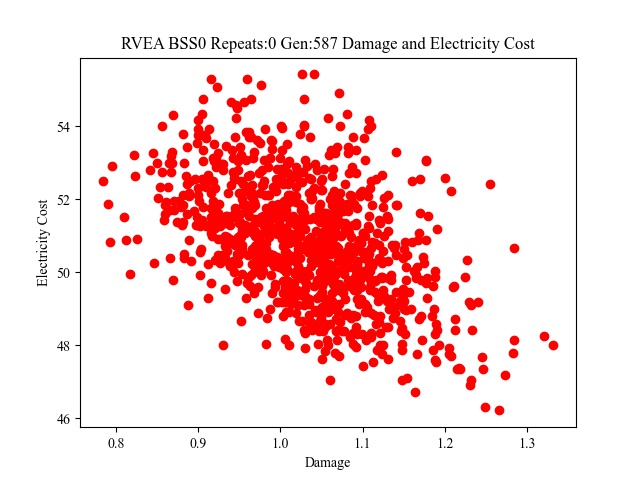 RVEA BSS0 Repeats:0 Gen:587 Damage and Electricity Cost
Electricity Cost
54
52
50
48
46
0.8 0.9 1.0 1.1 1.2 1.3
Damage